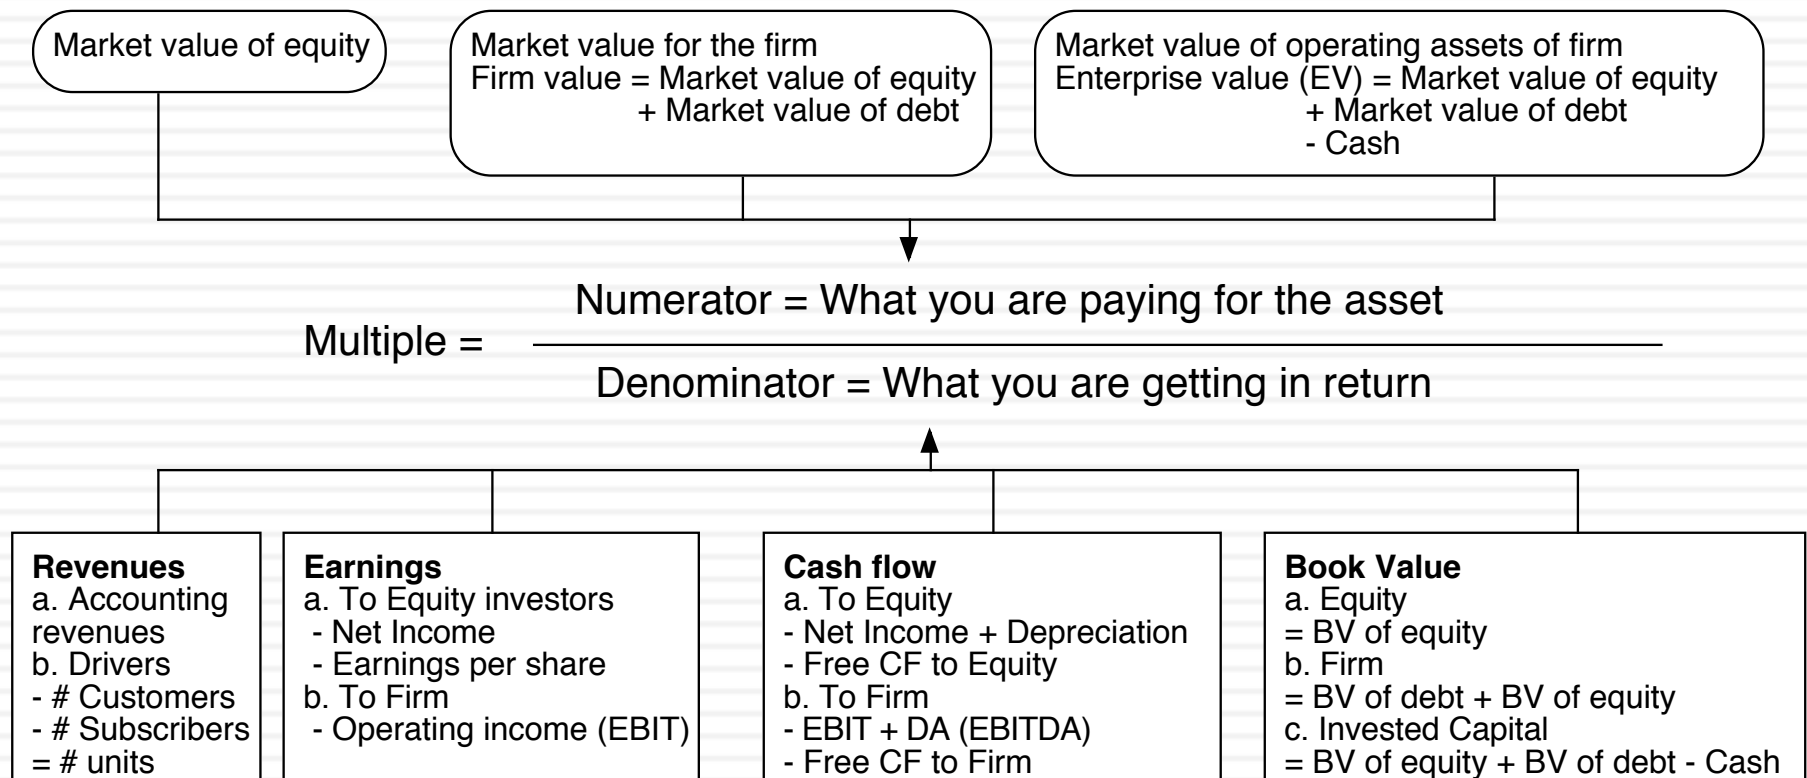 Market value of equity
Market value for the firm
Firm value = Market value of equity
+ Market value of debt
Market value of operating assets of firm
Enterprise value (EV) = Market value of equity
+ Market value of debt
- Cash
Numerator = What you are paying for the asset
Multiple =
Denominator = What you are getting in return
Revenues
a. Accounting
revenues
b. Drivers
- # Customers
- # Subscribers
= # units
Earnings
a. To Equity investors
- Net Income
- Earnings per share
b. To Firm
- Operating income (EBIT)
Cash flow
a. To Equity
- Net Income + Depreciation
- Free CF to Equity
b. To Firm
- EBIT + DA (EBITDA)
- Free CF to Firm
Book Value
a. Equity
= BV of equity
b. Firm
= BV of debt + BV of equity
c. Invested Capital
= BV of equity + BV of debt - Cash